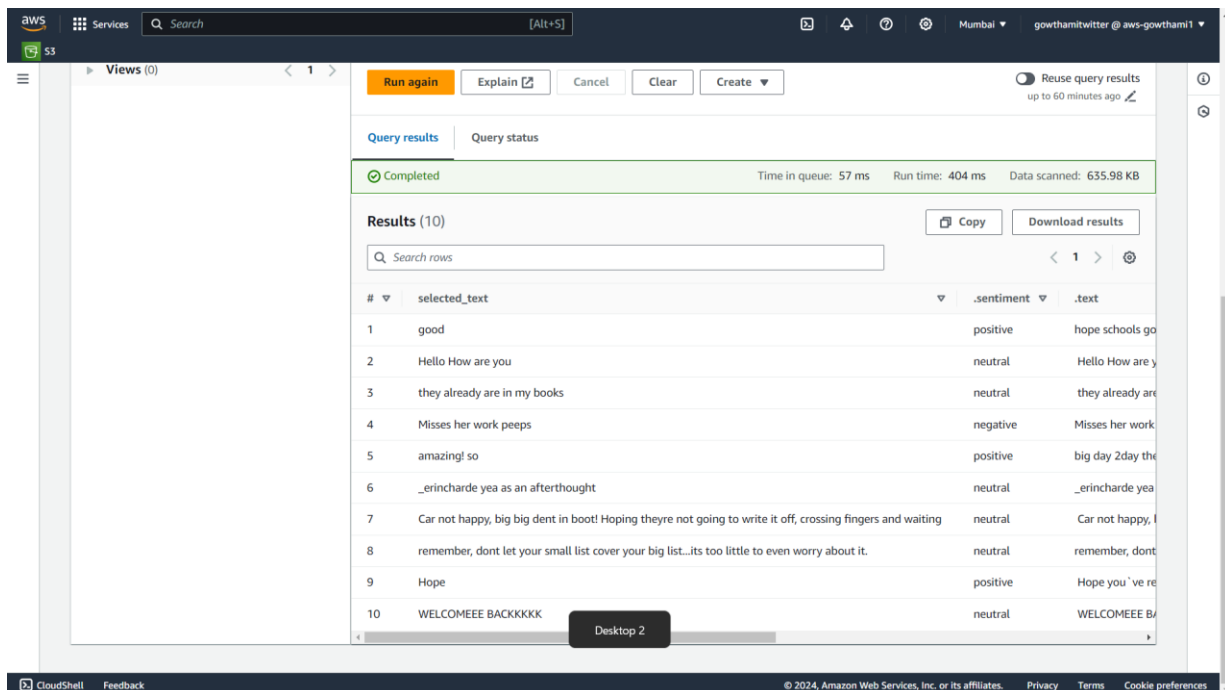 aws Services Search [Alt+S] Mumbai gowthamitwitter @ aws-gowthami1
S3
Views (0) 1
Run again Explain Cancel Clear Create Reuse query results
up to 60 minutes ago
Query results Query status
Completed Time in queue: 57 ms Run time: 404 ms Data scanned: 635.98 KB
Results (10) Copy Download results
Search rows 1
# selected_text .sentiment .text
1 good positive hope schools go
2 Hello How are you neutral Hello How are y
3 they already are in my books neutral they already are
4 Misses her work peeps negative Misses her work
5 amazing! so positive big day 2day the
6 _erincharde yea as an afterthought neutral _erincharde yea
7 Car not happy, big big dent in boot! Hoping theyre not going to write it off, crossing fingers and waiting neutral Car not happy,
8 remember, dont let your small list cover your big list...its too little to even worry about it. neutral remember, dont
9 Hope positive Hope you`ve re
10 WELCOMEEE BACKKKKK neutral WELCOMEEE BA
Desktop 2
CloudShell Feedback © 2024, Amazon Web Services, Inc. or its affiliates. Privacy Terms Cookie preferences